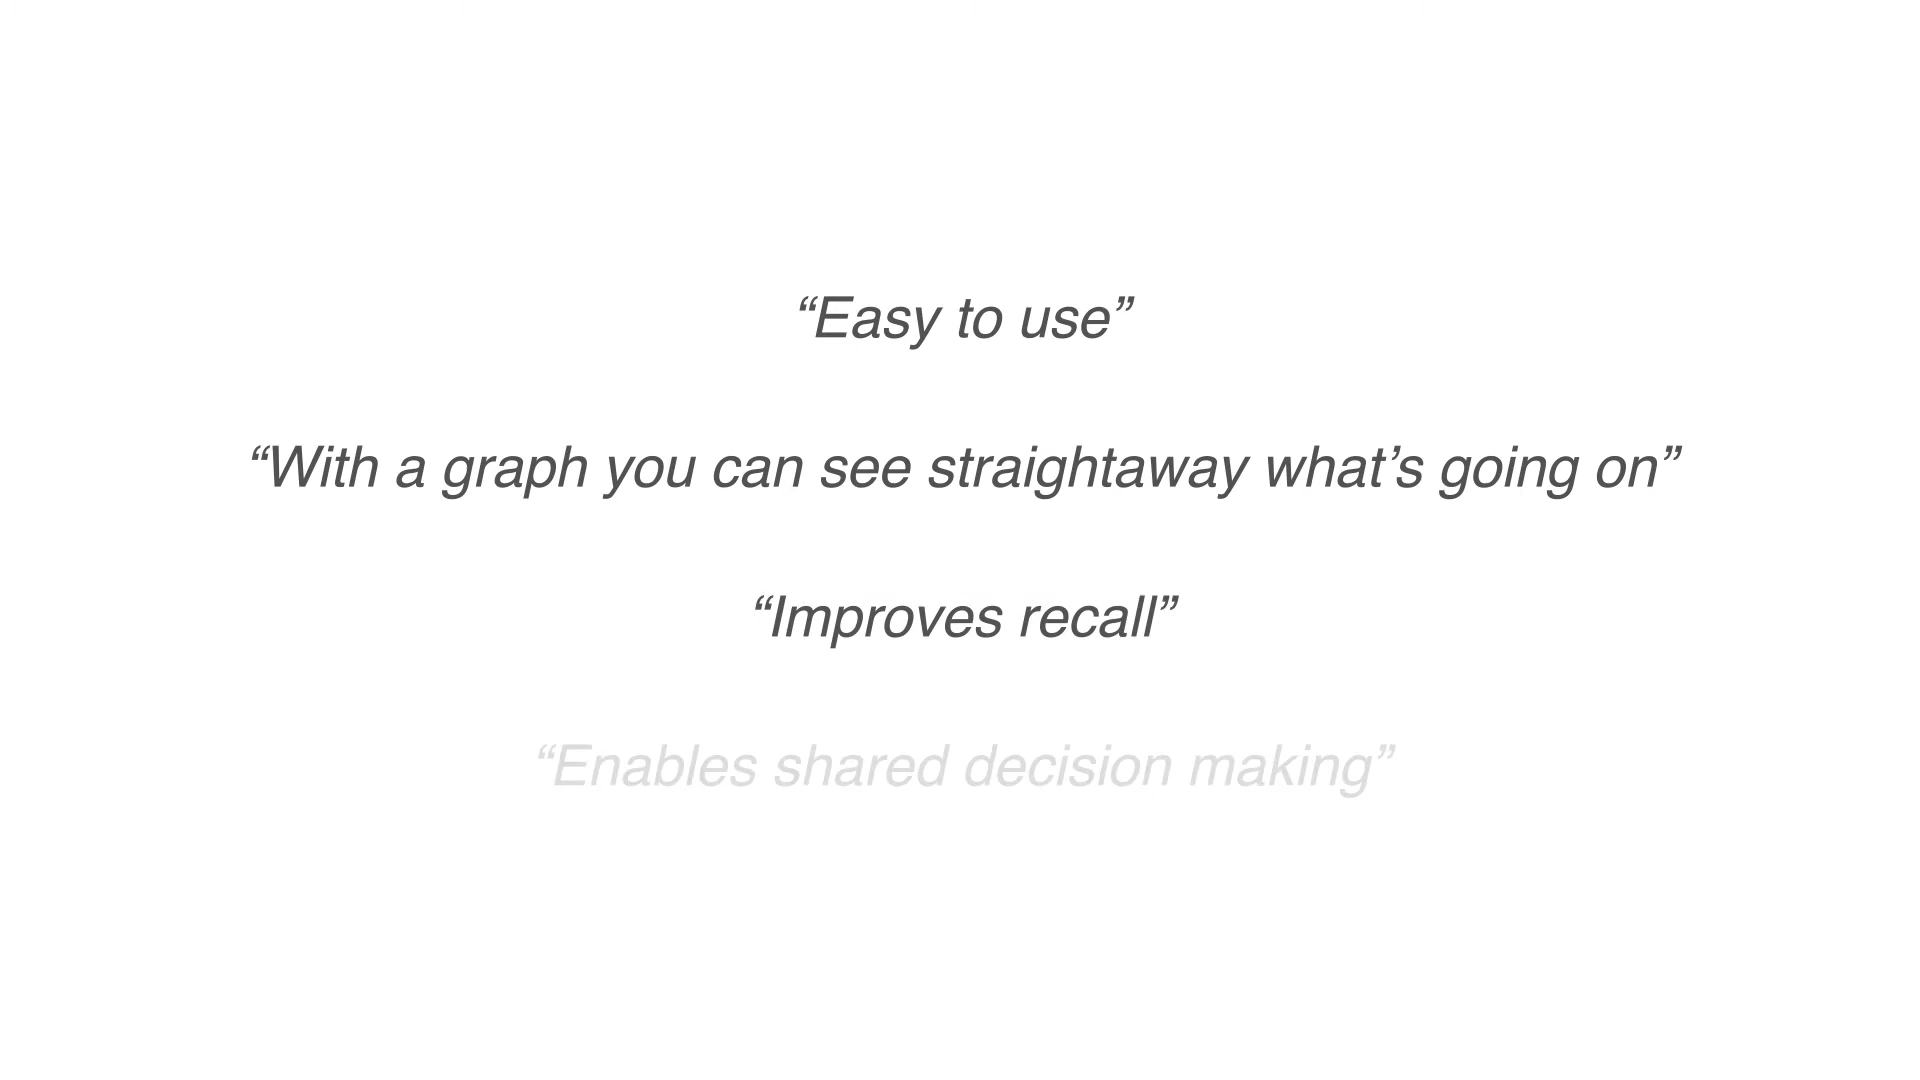 “Easy to use”
“With a graph you can see straightaway what’s going on”
“Improves recall”
“Enables shared decision making”